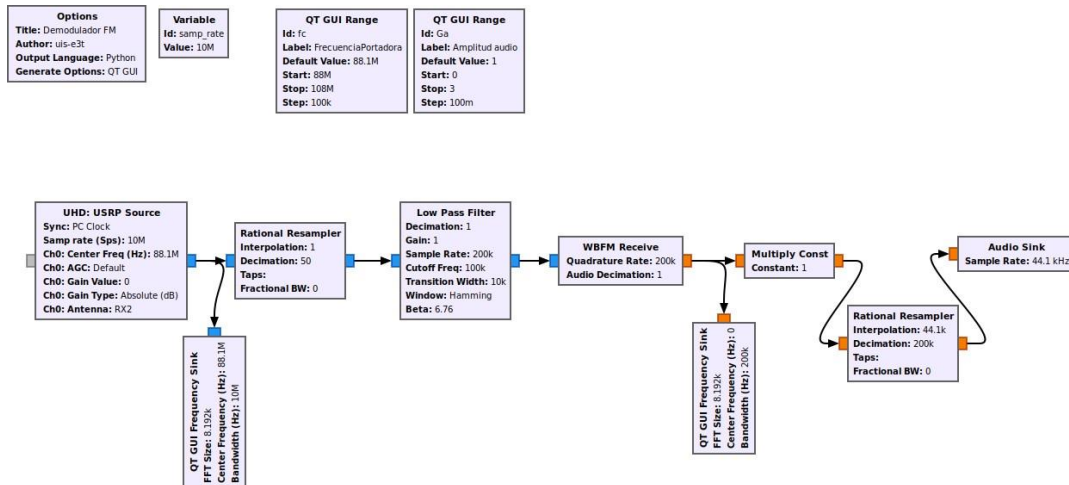 Options
Title: Demodulador FM
Author: uis-e3t
Output Language: Python
Generate Options: QT GUI
Variable
Id: samp_rate
Value: 10M
QT GUI Range
Id: fc
Label: FrecuenciaPortadora
Default Value: 88.1M
Start: 88M
Stop: 108M
Step: 100k
QT GUI Range
Id: Ga
Label: Amplitud audio
Default Value: 1
Start: 0
Stop: 3
Step: 100m
UHD: USRP Source
Sync: PC Clock
Samp rate (Sps): 10M
Ch0: Center Freq (Hz): 88.1M
Ch0: AGC: Default
Ch0: Gain Value: 0
Ch0: Gain Type: Absolute (dB)
Ch0: Antenna: RX2
Rational Resampler
Interpolation: 1
Decimation: 50
Taps:
Fractional BW: 0
Low Pass Filter
Decimation: 1
Gain: 1
Sample Rate: 200k
Cutoff Freq: 100k
Transition Width: 10k
Window: Hamming
Beta: 6.76
WBFM Receive
Quadrature Rate: 200k
Audio Decimation: 1
Multiply Const
Constant: 1
Audio Sink
Sample Rate: 44.1 kHz
Rational Resampler
Interpolation: 44.1k
Decimation: 200k
Taps:
Fractional BW: 0
QT GUI Frequency Sink
FFT Size: 8.192k
Center Frequency (Hz): 88.1M
Bandwidth (Hz): 10M
QT GUI Frequency Sink
FFT Size: 8.192k
Center Frequency (Hz): 0
Bandwidth (Hz): 200k